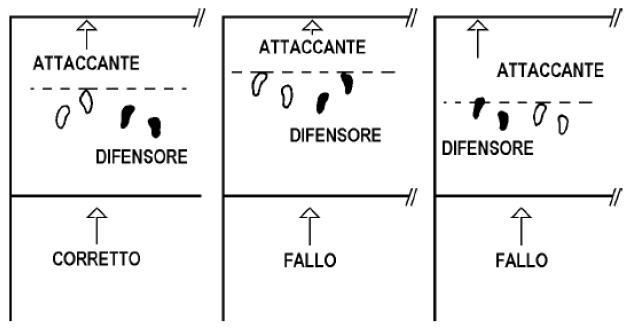 ATTACCANTE
DIFENSORE
CORRETTO
ATTACCANTE
DIFENSORE
FALLO
ATTACCANTE
DIFENSORE
FALLO